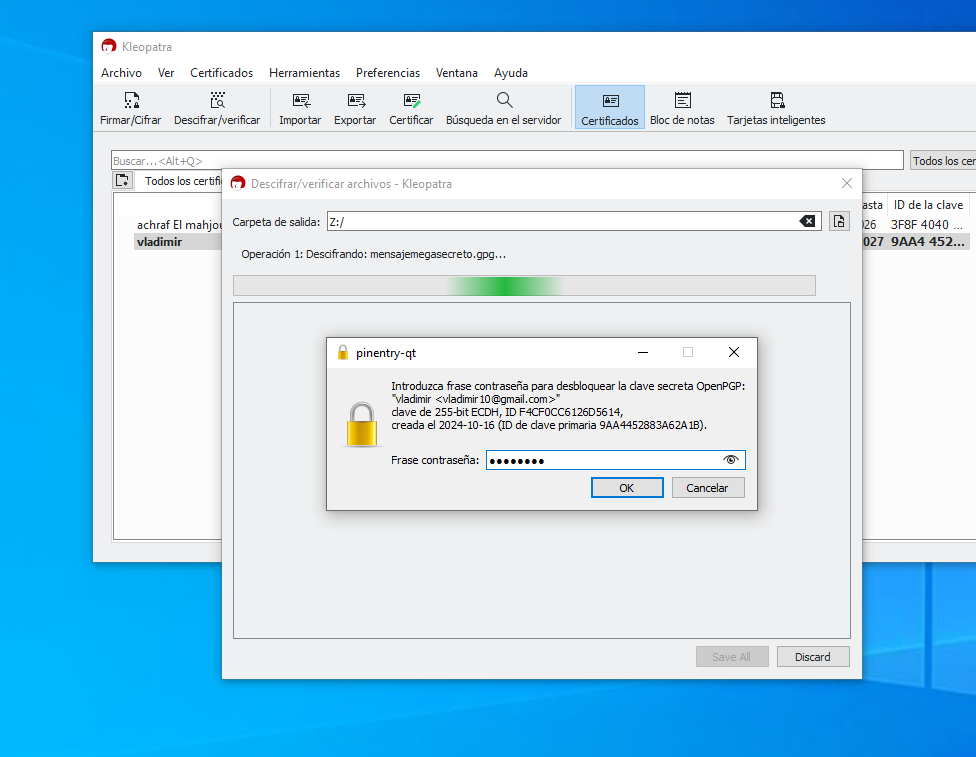 Kleopatra
Archivo Ver Certificados Herramientas Preferencias Ventana Ayuda
Firmar/Cifrar Descifrar/verificar Importar Exportar Certificar Búsqueda en el servidor Certificados Bloc de notas Tarjetas inteligentes
Buscar...<Alt+Q> Todos los cer
Todos los certifi
asta ID de la clave
achraf El mahjou 026 3F8F 4040 ...
vladimir 027 9AA4 452...
Descifrar/verificar archivos - Kleopatra
Carpeta de salida: Z:/
Operación 1: Descifrando: mensajemegasecreto.gpg...
pinentry-qt
Introduzca frase contraseña para desbloquear la clave secreta OpenPGP:
"vladimir <vladimir10@gmail.com>"
clave de 255-bit ECDH, ID F4CF0CC6126D5614,
creada el 2024-10-16 (ID de clave primaria 9AA4452883A62A1B).
Frase contraseña: ●●●●●●●●
OK Cancelar
Save All Discard